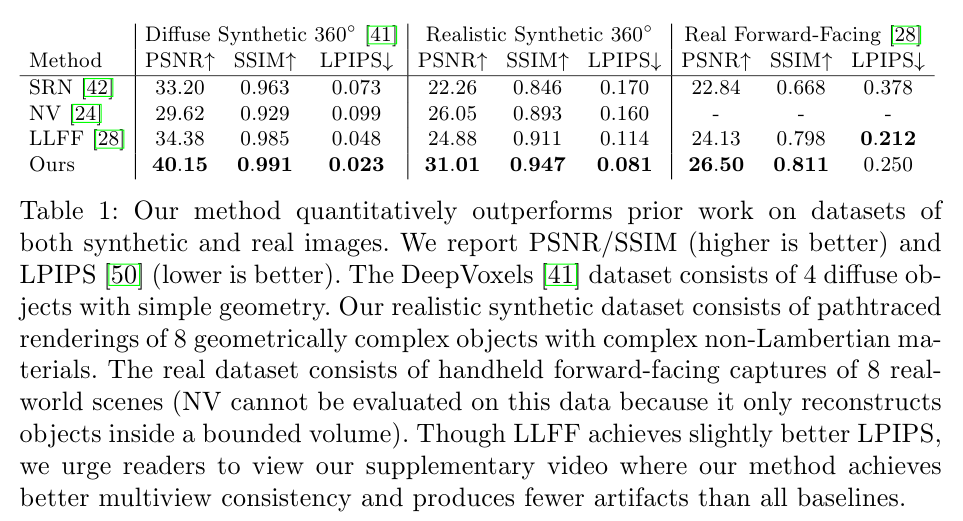 Diffuse Synthetic 360° [41] Realistic Synthetic 360° Real Forward-Facing [28]
Method PSNR↑ SSIM↑ LPIPS↓ PSNR↑ SSIM↑ LPIPS↓ PSNR↑ SSIM↑ LPIPS↓
SRN [42] 33.20 0.963 0.073 22.26 0.846 0.170 22.84 0.668 0.378
NV [24] 29.62 0.929 0.099 26.05 0.893 0.160 - - -
LLFF [28] 34.38 0.985 0.048 24.88 0.911 0.114 24.13 0.798 0.212
Ours 40.15 0.991 0.023 31.01 0.947 0.081 26.50 0.811 0.250
Table 1: Our method quantitatively outperforms prior work on datasets of
both synthetic and real images. We report PSNR/SSIM (higher is better) and
LPIPS [50] (lower is better). The DeepVoxels [41] dataset consists of 4 diffuse ob-
jects with simple geometry. Our realistic synthetic dataset consists of pathtraced
renderings of 8 geometrically complex objects with complex non-Lambertian ma-
terials. The real dataset consists of handheld forward-facing captures of 8 real-
world scenes (NV cannot be evaluated on this data because it only reconstructs
objects inside a bounded volume). Though LLFF achieves slightly better LPIPS,
we urge readers to view our supplementary video where our method achieves
better multiview consistency and produces fewer artifacts than all baselines.